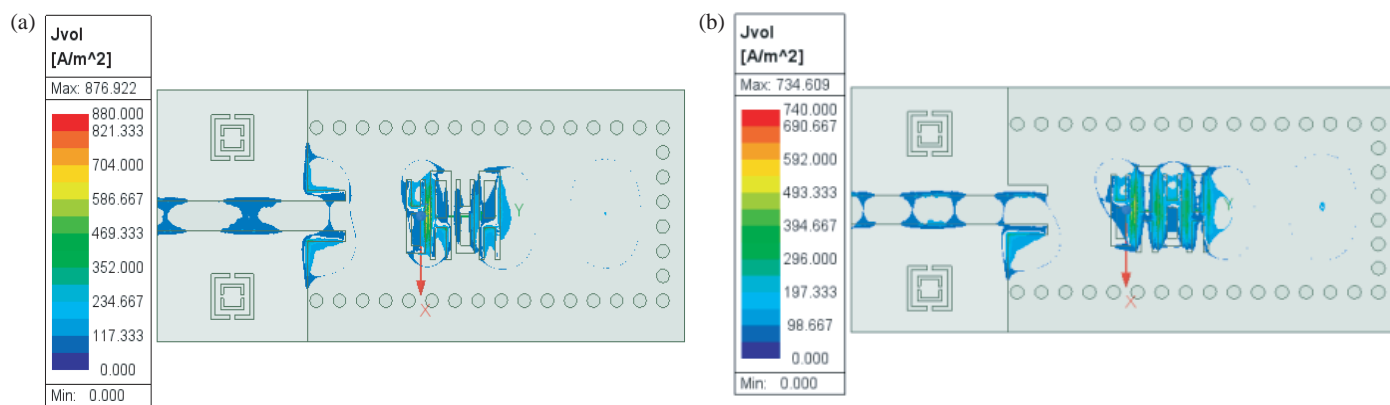 (a)
Jvol
[A/m^2]
Max: 876.922
880.000
821.333
704.000
586.667
469.333
352.000
234.667
117.333
0.000
Min: 0.000
Y
X
(b)
Jvol
[A/m^2]
Max: 734.609
740.000
690.667
592.000
493.333
394.667
296.000
197.333
98.667
0.000
Min: 0.000
Y
X